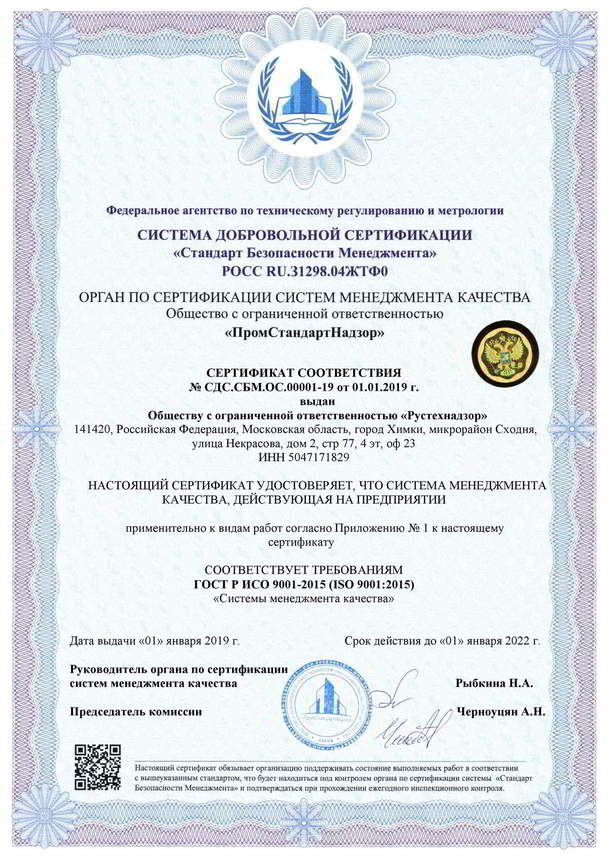 Федеральное агентство по техническому регулированию и метрологии
СИСТЕМА ДОБРОВОЛЬНОЙ СЕРТИФИКАЦИИ
«Стандарт Безопасности Менеджмента»
РОСС RU.31298.04ЖТФ0
ОРГАН ПО СЕРТИФИКАЦИИ СИСТЕМ МЕНЕДЖМЕНТА КАЧЕСТВА
Общество с ограниченной ответственностью
«ПромСтандартНадзор»
СЕРТИФИКАТ СООТВЕТСТВИЯ
№ СДС.СБМ.ОС.00001-19 от 01.01.2019 г.
выдан
Обществу с ограниченной ответственностью «Рустехнадзор»
141420, Российская Федерация, Московская область, город Химки, микрорайон Сходня,
улица Некрасова, дом 2, стр 77, 4 эт, оф 23
ИНН 5047171829
НАСТОЯЩИЙ СЕРТИФИКАТ УДОСТОВЕРЯЕТ, ЧТО СИСТЕМА МЕНЕДЖМЕНТА
КАЧЕСТВА, ДЕЙСТВУЮЩАЯ НА ПРЕДПРИЯТИИ
применительно к видам работ согласно Приложению № 1 к настоящему
сертификату
СООТВЕТСТВУЕТ ТРЕБОВАНИЯМ
ГОСТ Р ИСО 9001-2015 (ISO 9001:2015)
«Системы менеджмента качества»
Дата выдачи «01» января 2019 г. Срок действия до «01» января 2022 г.
Руководитель органа по сертификации
систем менеджмента качества Рыбкина Н.А.
Председатель комиссии Черноуцян А.Н.
Настоящий сертификат обязывает организацию поддерживать состояние выполняемых работ в соответствии
с вышеуказанным стандартом, что будет находиться под контролем органа по сертификации системы «Стандарт
Безопасности Менеджмента» и подтверждаться при прохождении ежегодного инспекционного контроля.